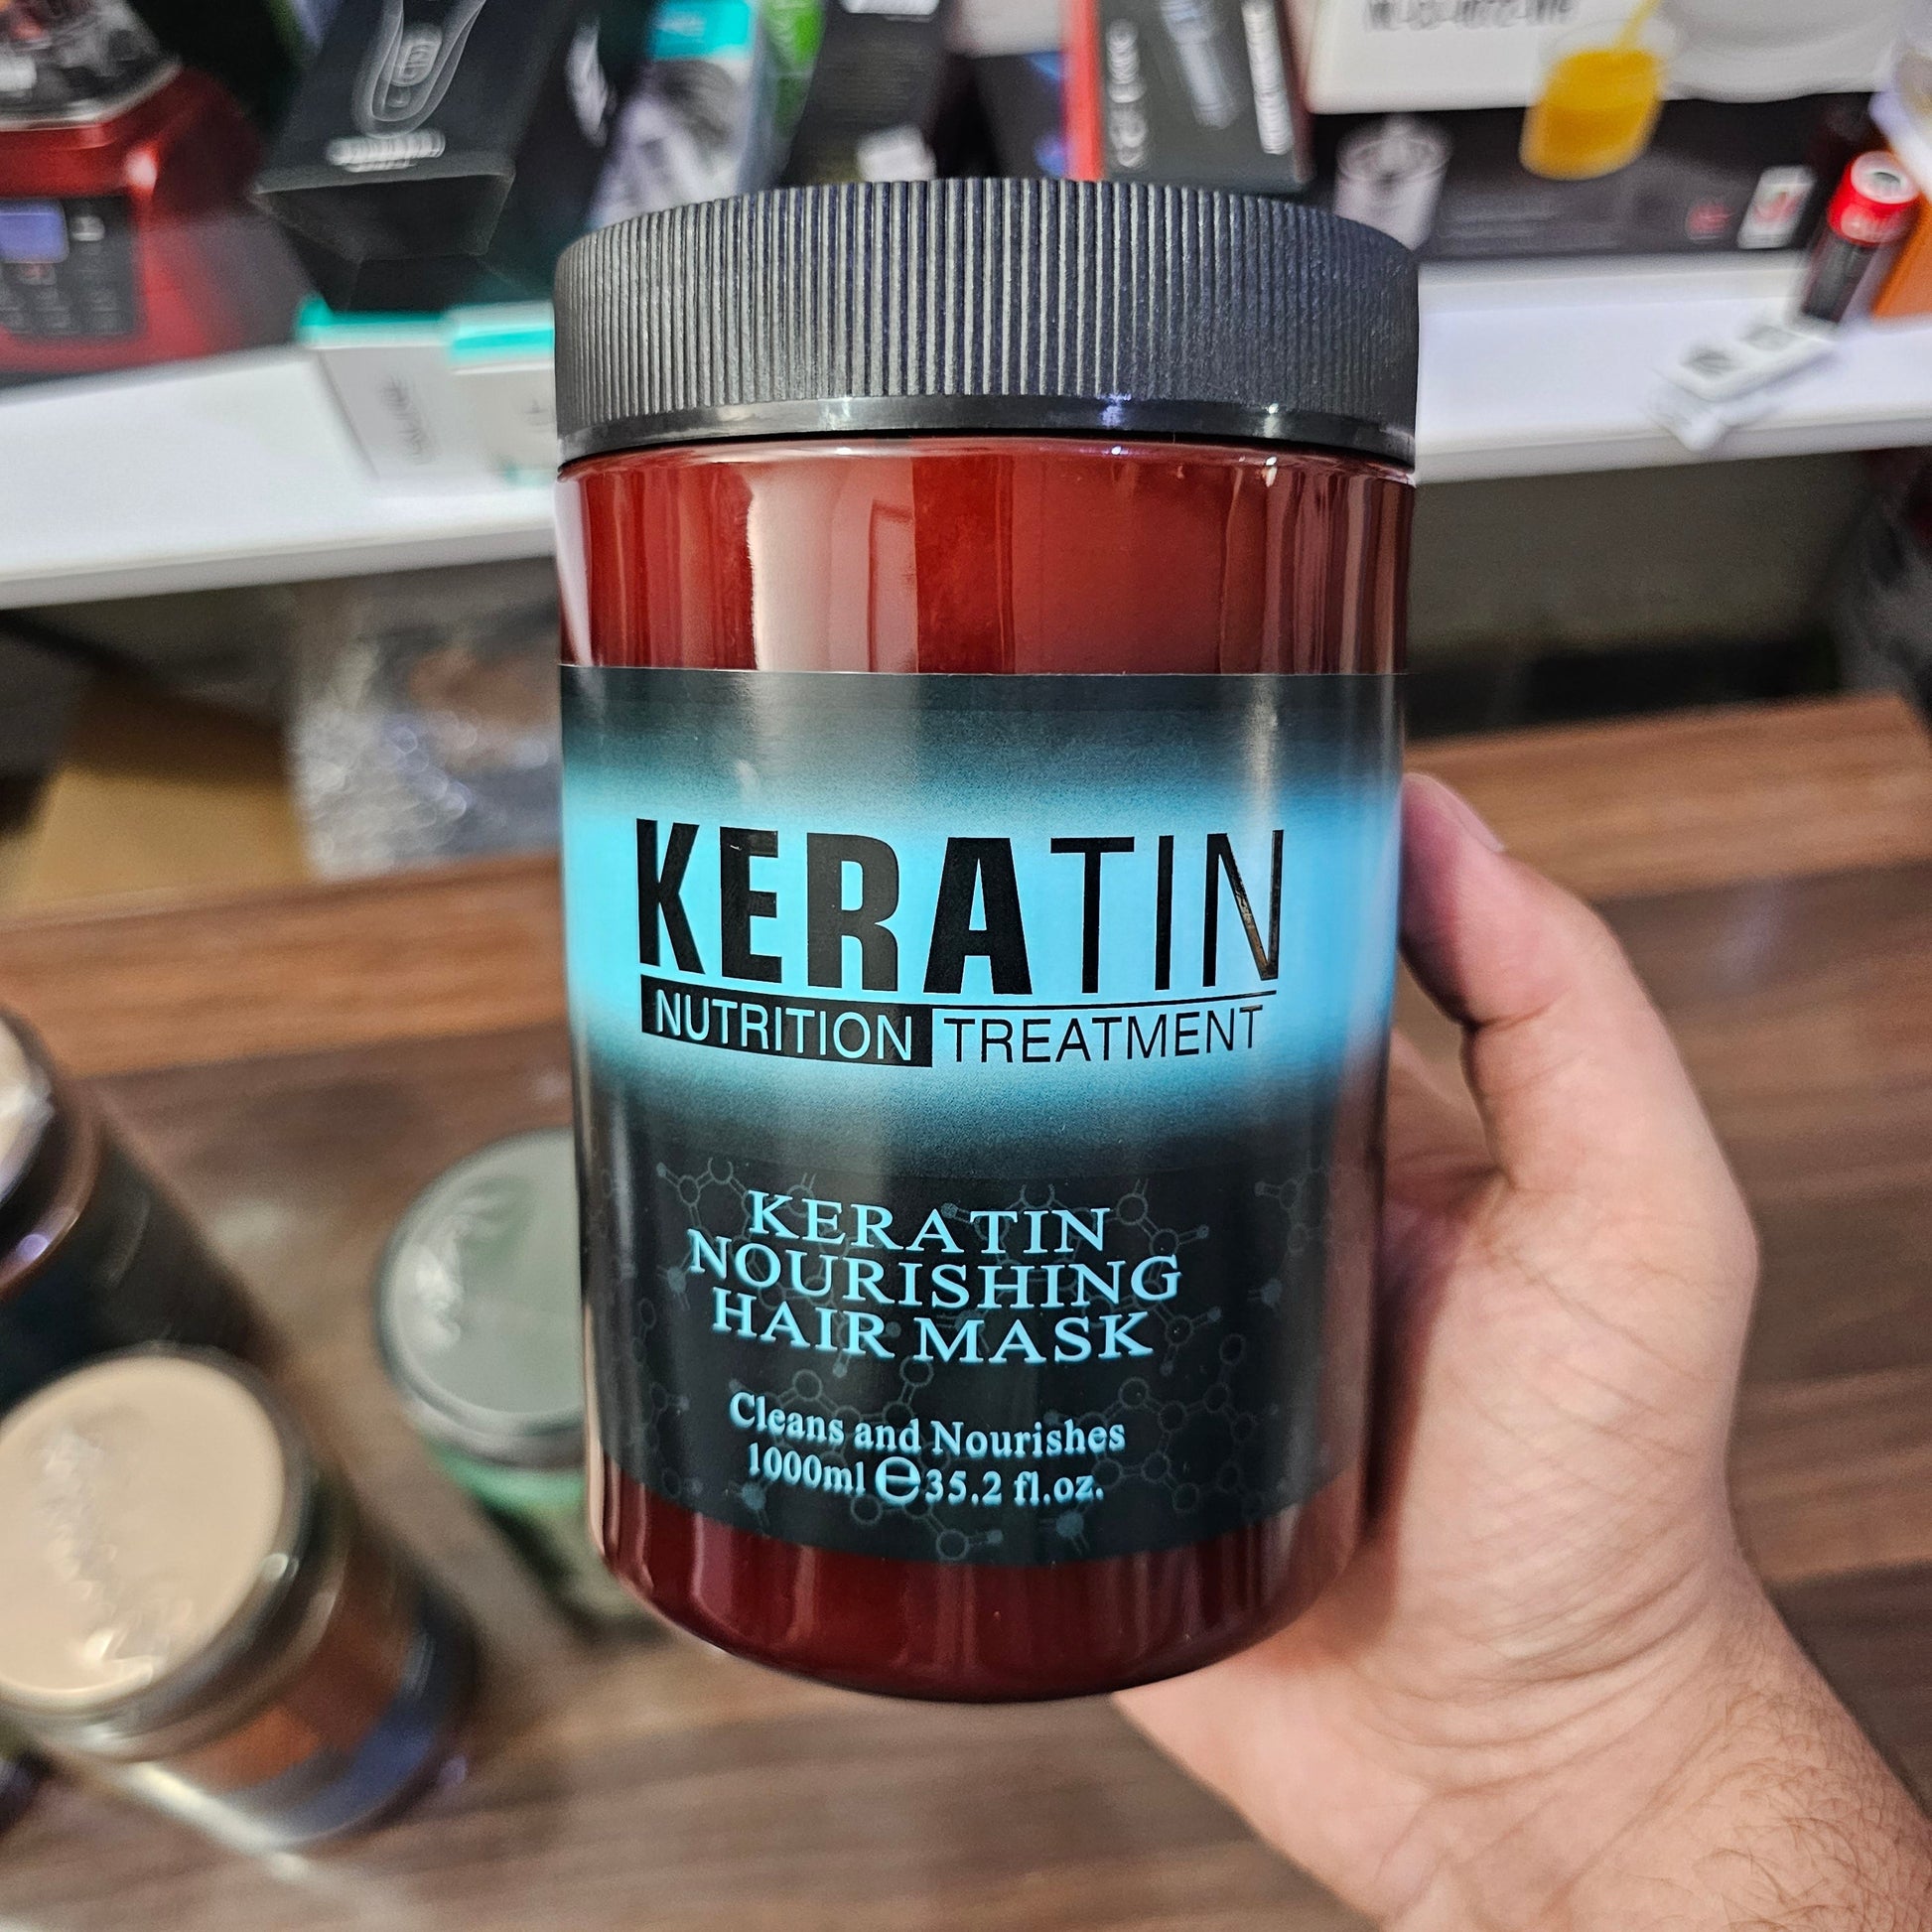 KERATIN
NUTRITION TREATMENT
KERATIN
NOURISHING
HAIR MASK
Cleans and Nourishes
1000ml ℮ 35.2 fl.oz.